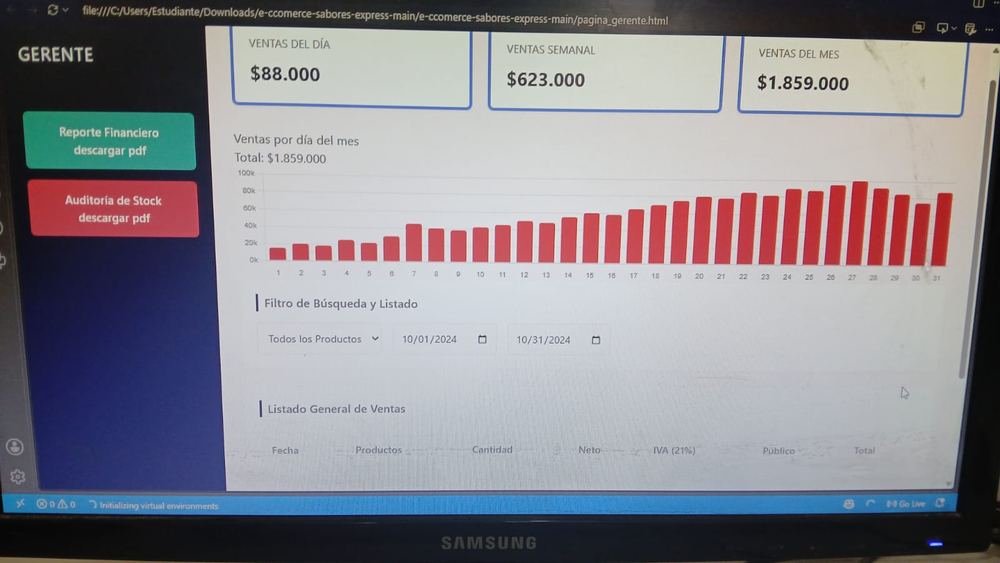 file:///C:/Users/Estudiante/Downloads/e-ccomerce-sabores-express-main/e-ccomerce-sabores-express-main/pagina_gerente.html
GERENTE
Reporte Financiero
descargar pdf
Auditoría de Stock
descargar pdf
VENTAS DEL DÍA
$88.000
VENTAS SEMANAL
$623.000
VENTAS DEL MES
$1.859.000
Ventas por día del mes
Total: $1.859.000
100k
80k
60k
40k
20k
0k
1 2 3 4 5 6 7 8 9 10 11 12 13 14 15 16 17 18 19 20 21 22 23 24 25 26 27 28 29 30 31
Filtro de Búsqueda y Listado
Todos los Productos 10/01/2024 10/31/2024
Listado General de Ventas
Fecha Productos Cantidad Neto IVA (21%) Público Total
0 0 Initializing virtual environments Go Live
SAMSUNG